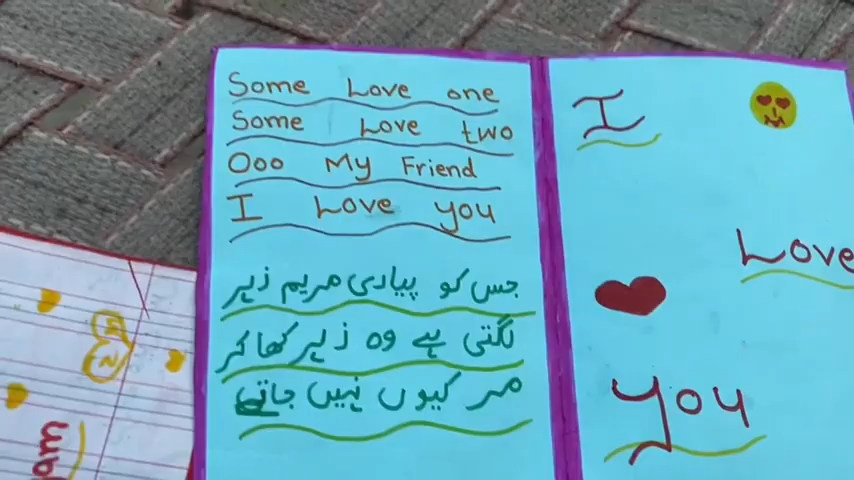 Some Love one
Some Love two
Ooo My Friend
I Love you
جس کو پیاری مریم زہر
لگتی ہے وہ زہر کھا کر
مر کیوں نہیں جاتے
I
Love
you
am